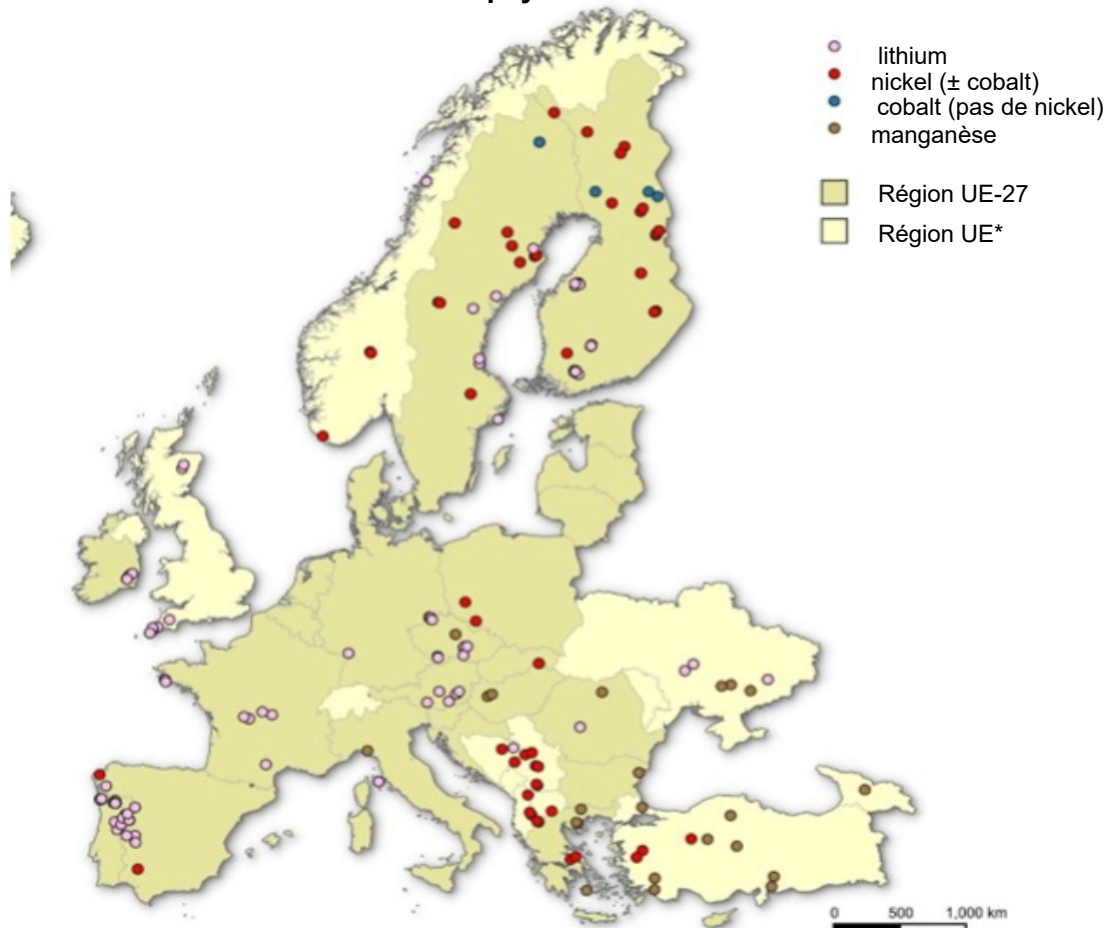 lithium
nickel (± cobalt)
cobalt (pas de nickel)
manganèse
Région UE-27
Région UE*
0 500 1,000 km